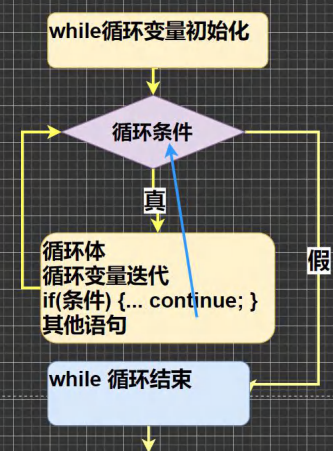 while循环变量初始化
循环条件
真
假
循环体
循环变量迭代
if(条件) {... continue; }
其他语句
while 循环结束